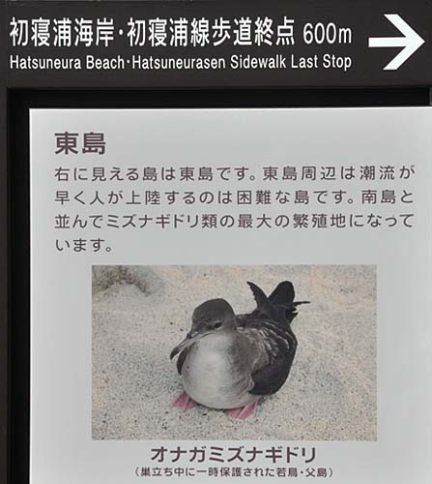 初寝浦海岸・初寝浦線歩道終点 600m
Hatsuneura Beach・Hatsuneurasen Sidewalk Last Stop
東島
右に見える島は東島です。東島周辺は潮流が
早く人が上陸するのは困難な島です。南島と
並んでミズナギドリ類の最大の繁殖地になって
います。
オナガミズナギドリ
(巣立ち中に一時保護された若鳥・父島)